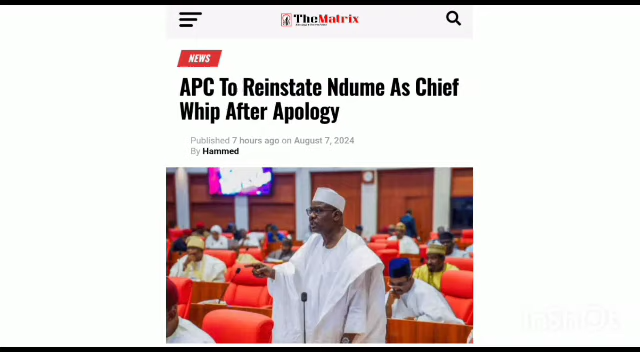 TheMatrix
NEWS
APC To Reinstate Ndume As Chief
Whip After Apology
Published 7 hours ago on August 7, 2024
By Hammed